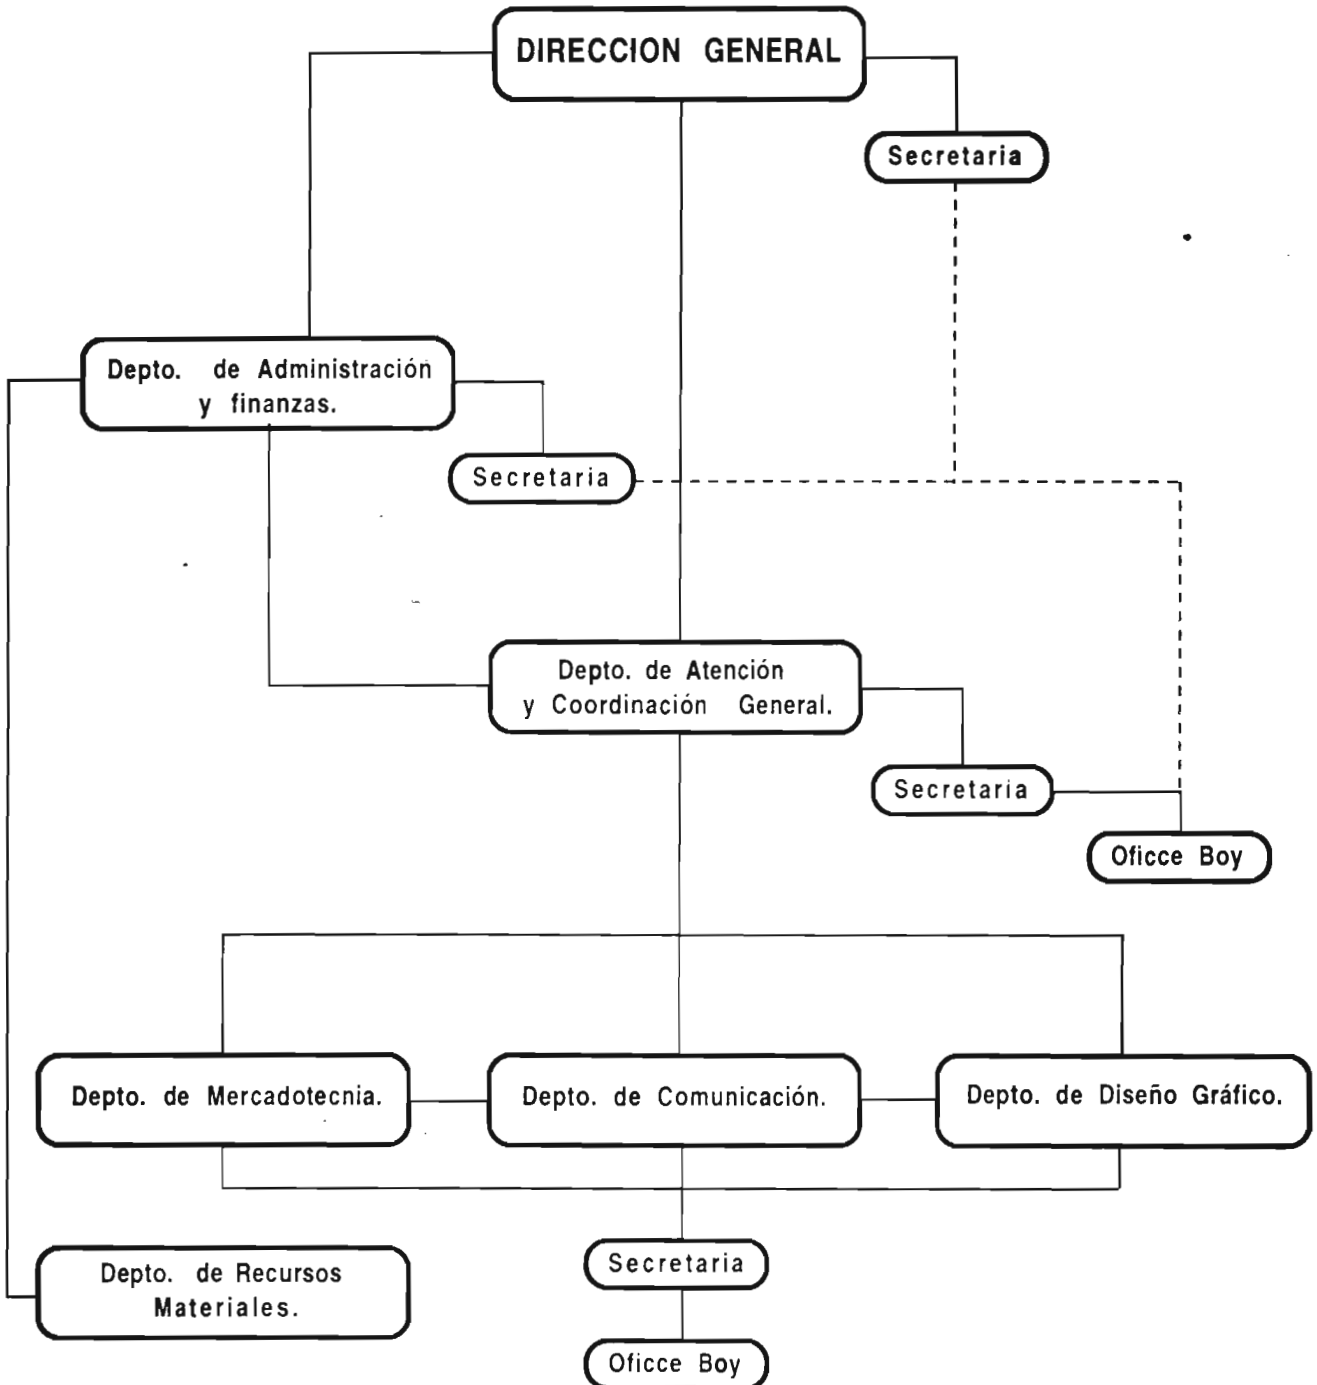 DIRECCION GENERAL
Secretaria
Depto. de Administración
y finanzas.
Secretaria
Depto. de Atención
y Coordinación General.
Secretaria
Oficce Boy
Depto. de Mercadotecnia.
Depto. de Comunicación.
Depto. de Diseño Gráfico.
Secretaria
Depto. de Recursos
Materiales.
Oficce Boy